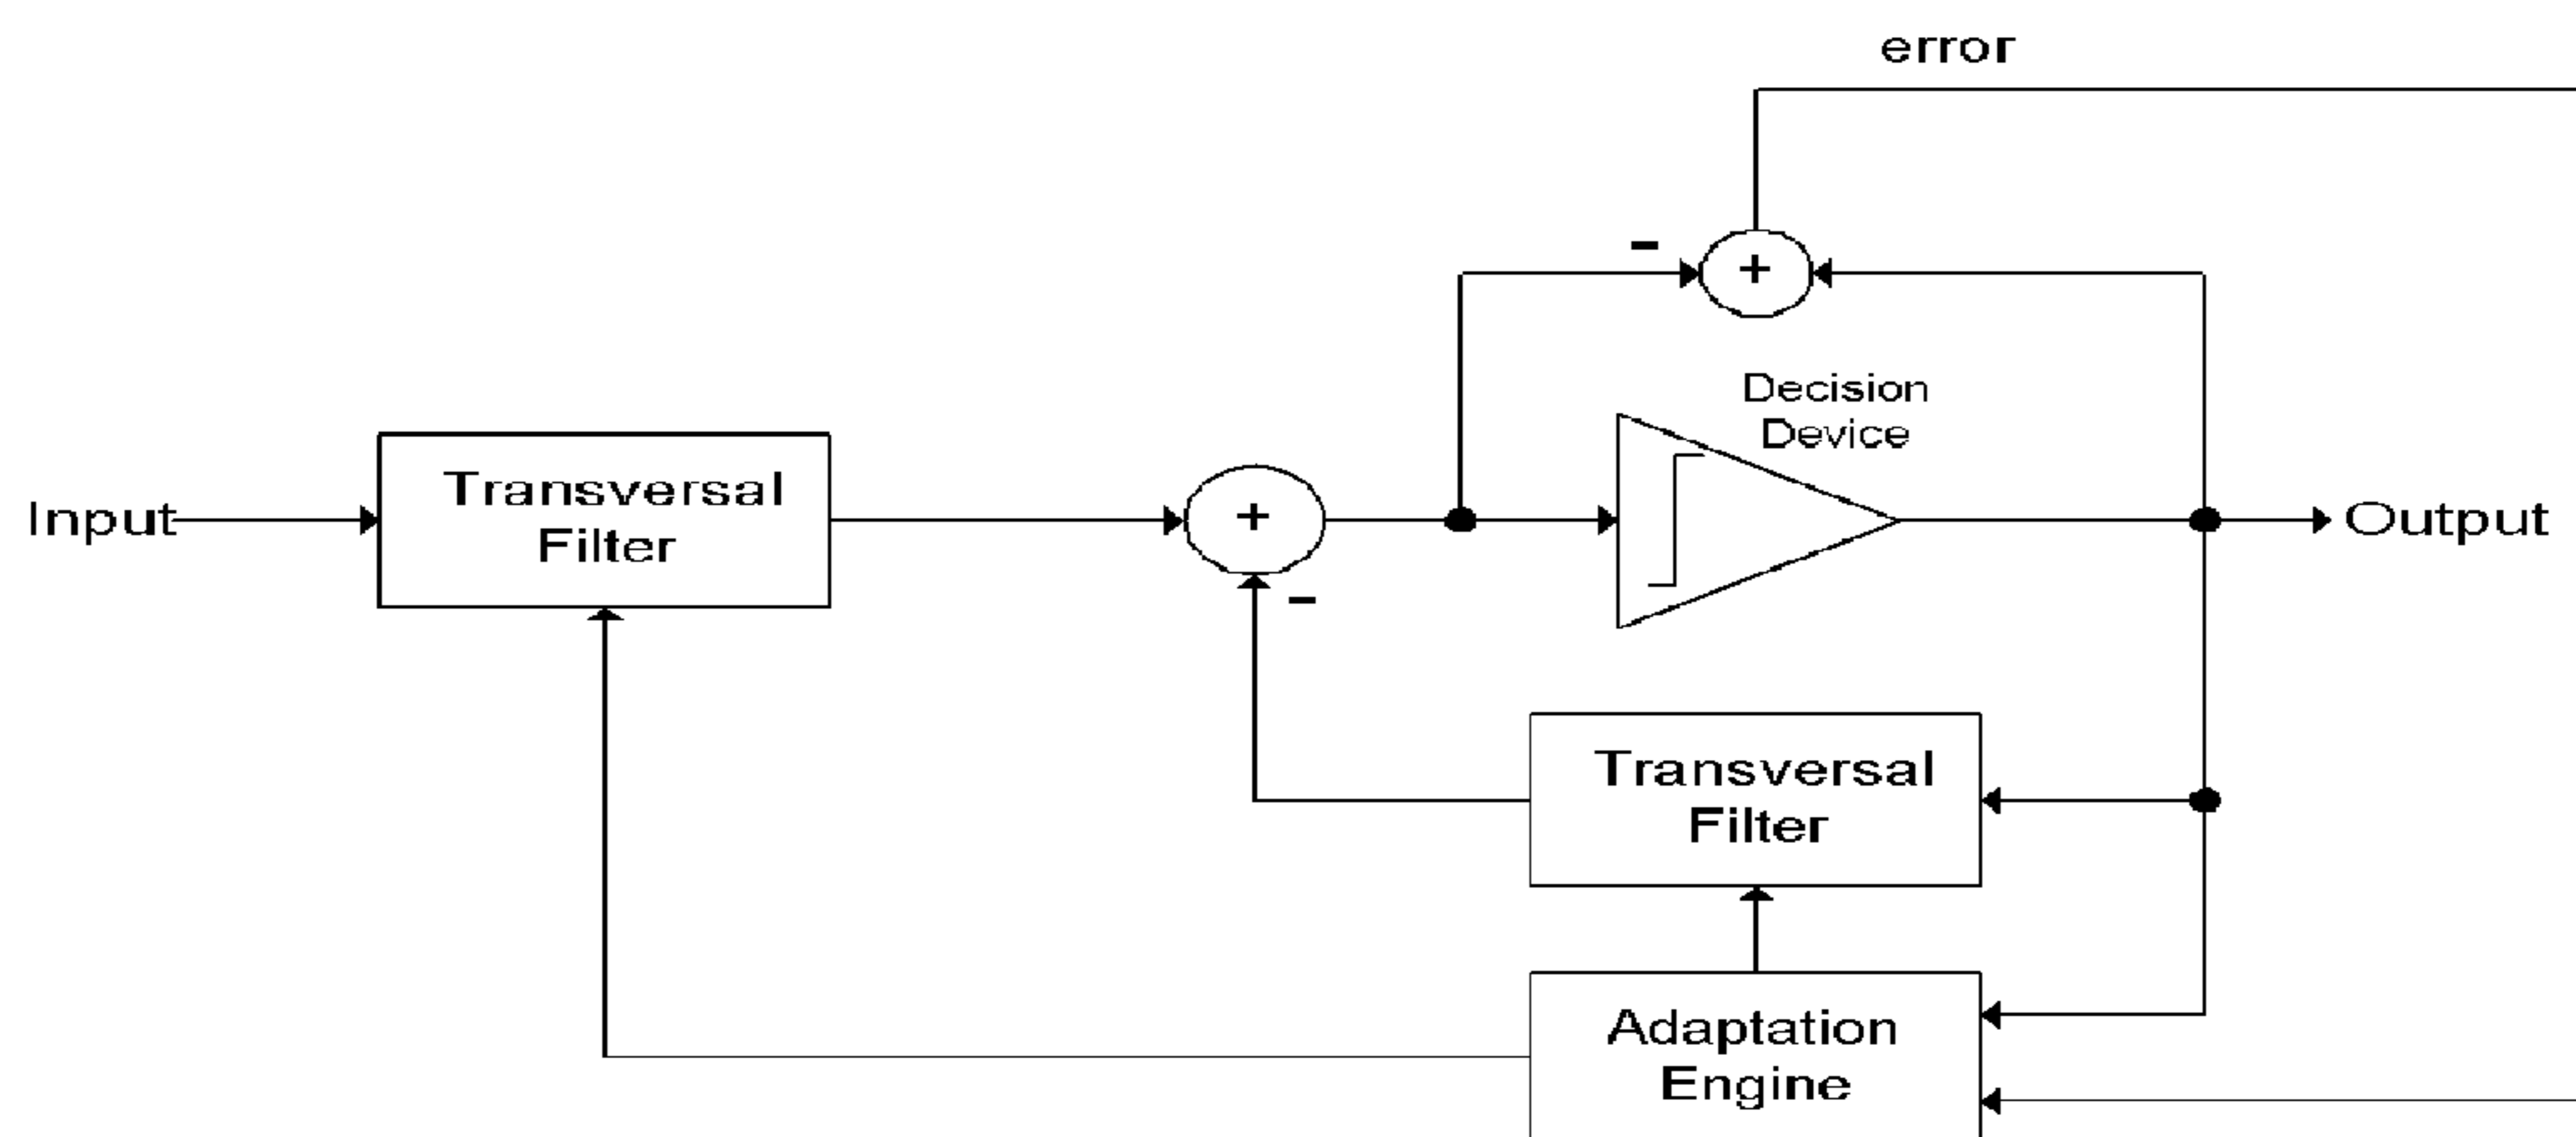 error
-
+
Decision
Device
Transversal
Filter
Input
+
Output
-
Transversal
Filter
Adaptation
Engine